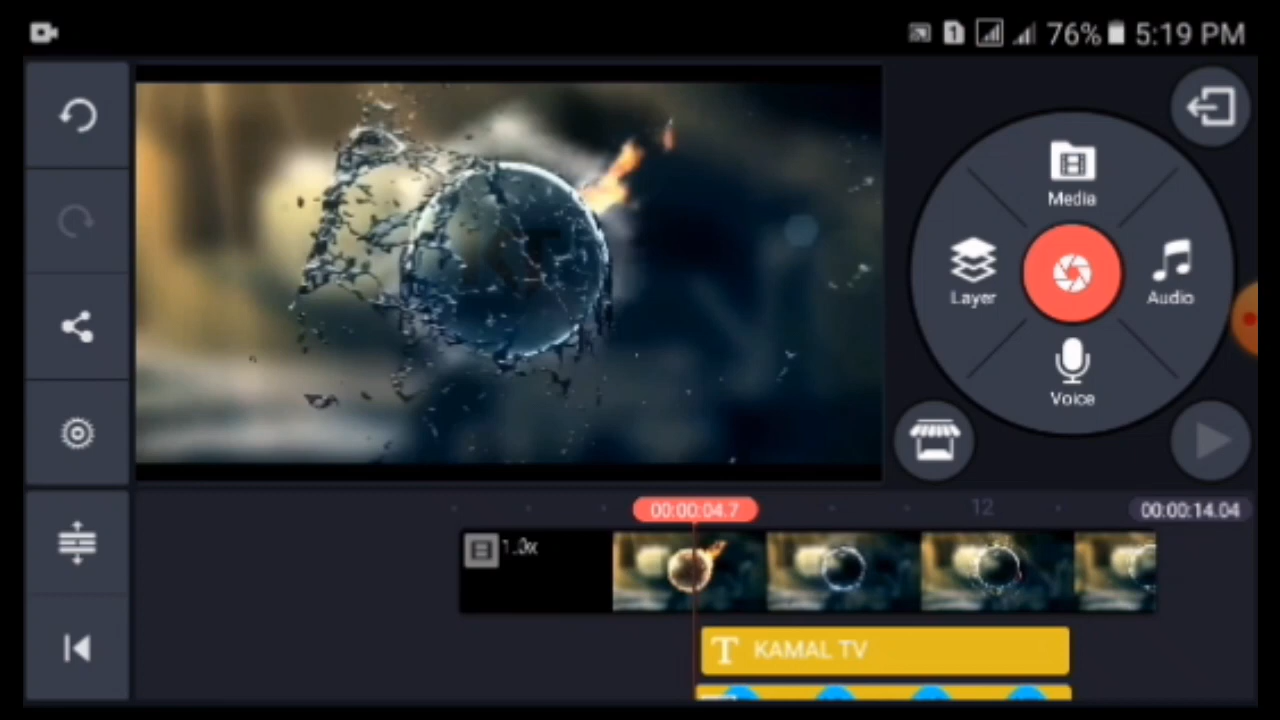 1 76% 5:19 PM
Media
Layer
Audio
Voice
00:00:04.7
12
00:00:14.04
T KAMAL TV